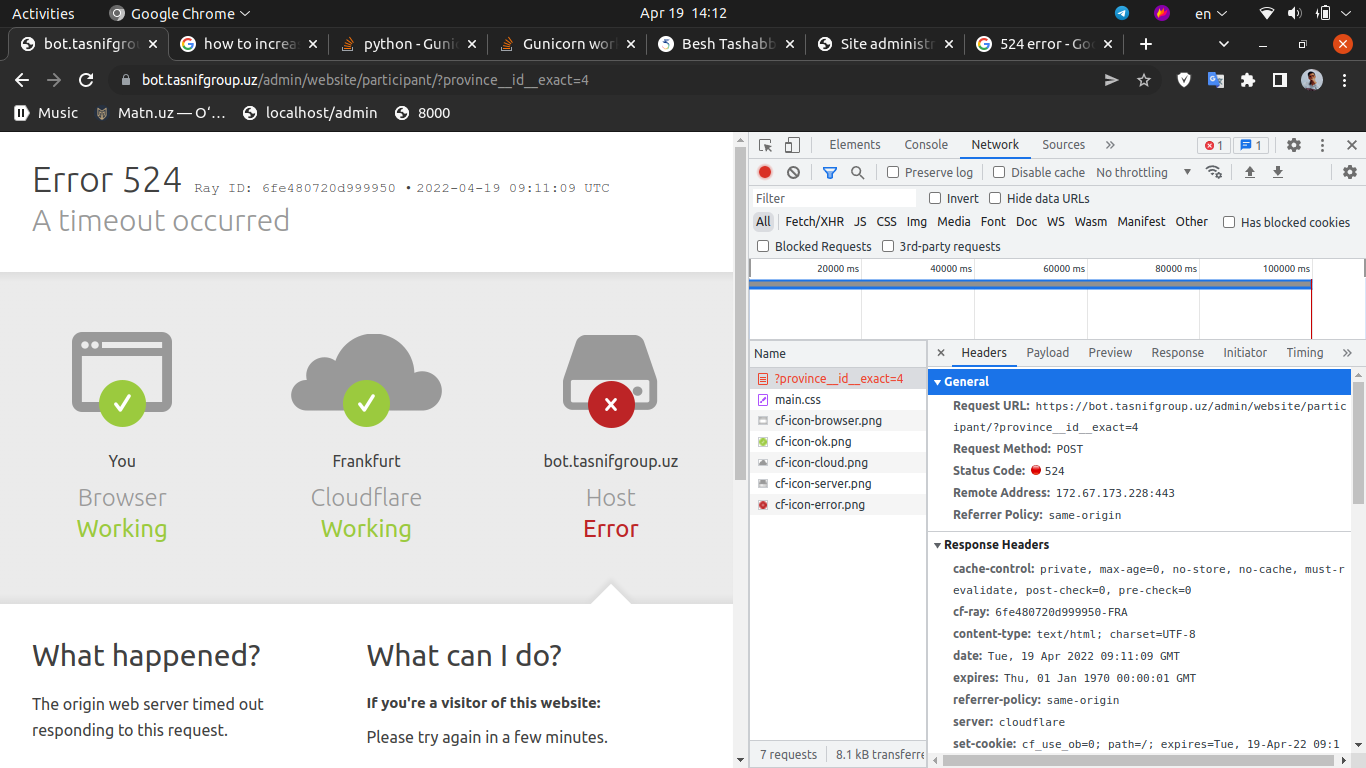 Activities
Google Chrome
Apr 19 14:12
en
bot.tasnifgrou
how to increa
python - Gunic
Gunicorn wor
Besh Tashabb
Site administr
524 error - Goo
bot.tasnifgroup.uz/admin/website/participant/?province__id__exact=4
Music
Matn.uz — Oʻ…
localhost/admin
8000
Error 524 Ray ID: 6fe480720d999950 • 2022-04-19 09:11:09 UTC
A timeout occurred
You
Browser
Working
Frankfurt
Cloudflare
Working
bot.tasnifgroup.uz
Host
Error
What happened?
The origin web server timed out
responding to this request.
What can I do?
If you're a visitor of this website:
Please try again in a few minutes.
Elements
Console
Network
Sources
»
1
1
Preserve log
Disable cache
No throttling
Filter
Invert
Hide data URLs
All
Fetch/XHR
JS
CSS
Img
Media
Font
Doc
WS
Wasm
Manifest
Other
Has blocked cookies
Blocked Requests
3rd-party requests
20000 ms
40000 ms
60000 ms
80000 ms
100000 ms
Name
?province__id__exact=4
main.css
cf-icon-browser.png
cf-icon-ok.png
cf-icon-cloud.png
cf-icon-server.png
cf-icon-error.png
7 requests
8.1 kB transferre
Headers
Payload
Preview
Response
Initiator
Timing
»
General
Request URL: https://bot.tasnifgroup.uz/admin/website/partic
ipant/?province__id__exact=4
Request Method: POST
Status Code: 524
Remote Address: 172.67.173.228:443
Referrer Policy: same-origin
Response Headers
cache-control: private, max-age=0, no-store, no-cache, must-r
evalidate, post-check=0, pre-check=0
cf-ray: 6fe480720d999950-FRA
content-type: text/html; charset=UTF-8
date: Tue, 19 Apr 2022 09:11:09 GMT
expires: Thu, 01 Jan 1970 00:00:01 GMT
referrer-policy: same-origin
server: cloudflare
set-cookie: cf_use_ob=0; path=/; expires=Tue, 19-Apr-22 09:1